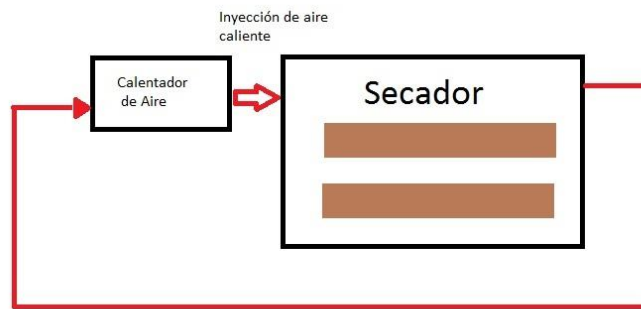 Inyección de aire
caliente
Calentador
de Aire
Secador